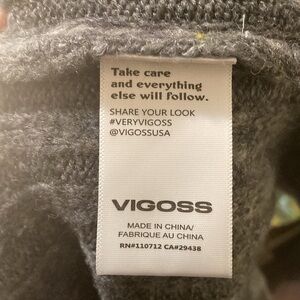 Take care
and everything
else will follow.
SHARE YOUR LOOK
#VERYVIGOSS
@VIGOSSUSA
VIGOSS
MADE IN CHINA/
FABRIQUE AU CHINA
RN#110712 CA#29438